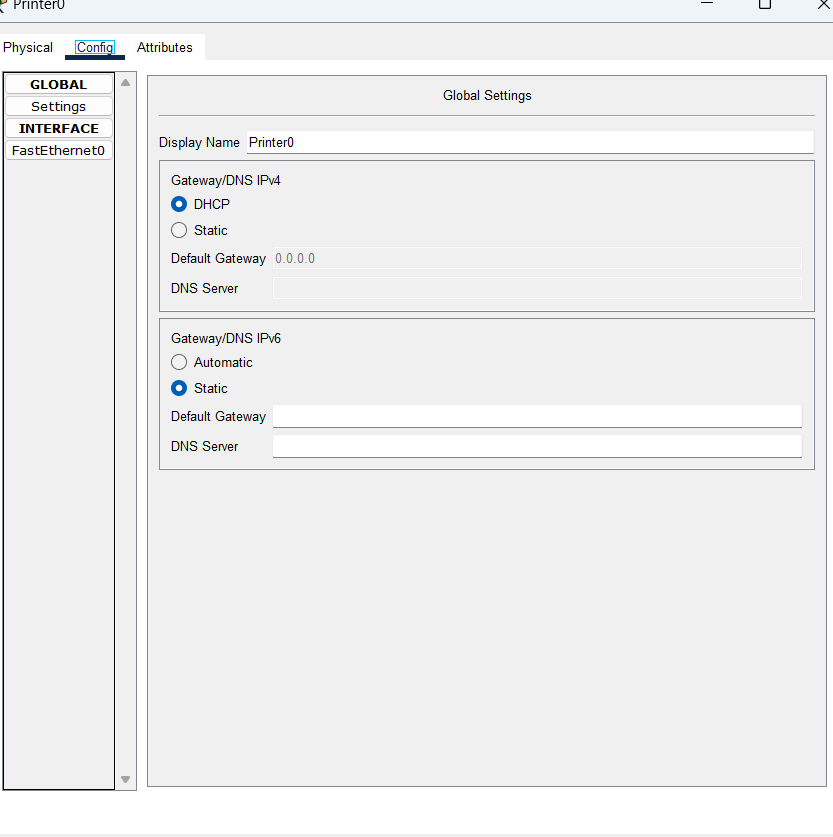 Printer0
Physical Config Attributes
GLOBAL
Settings
INTERFACE
FastEthernet0
Global Settings
Display Name Printer0
Gateway/DNS IPv4
DHCP
Static
Default Gateway 0.0.0.0
DNS Server
Gateway/DNS IPv6
Automatic
Static
Default Gateway
DNS Server